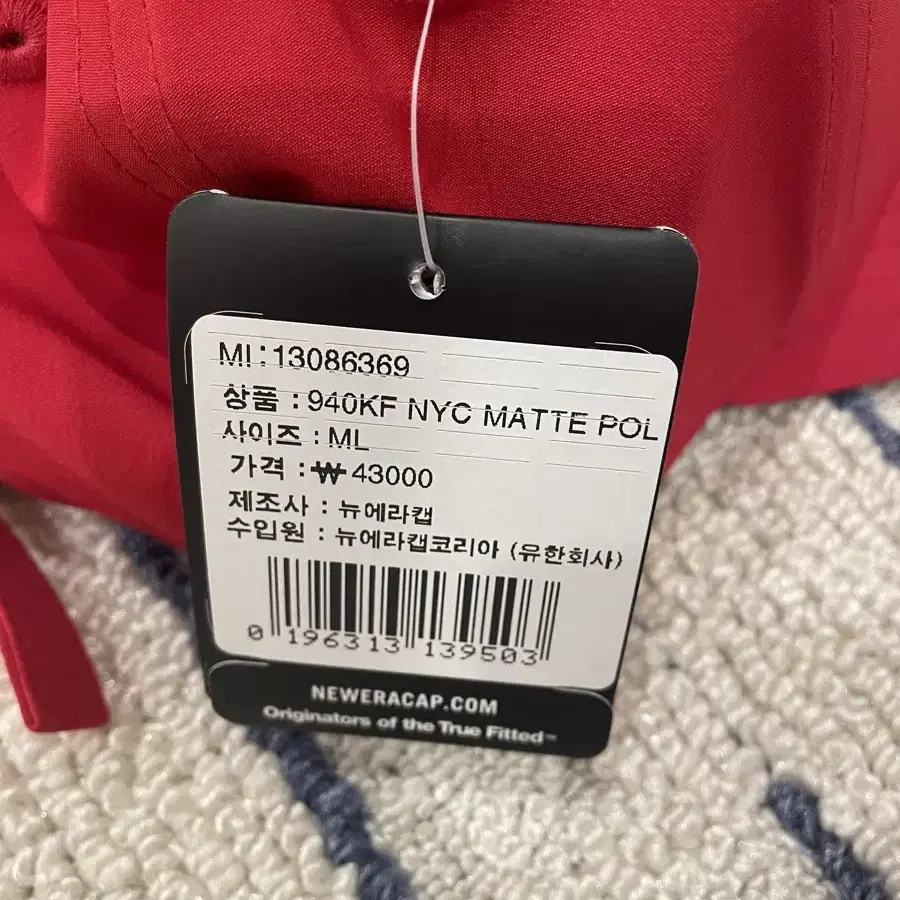 MI:13086369
상품 : 940KF NYC MATTE POL
사이즈 : ML
가격 : ₩43000
제조사 : 뉴에라캡
수입원 : 뉴에라캡코리아 (유한회사)
0 196313 139503
NEWERACAP.COM
Originators of the True Fitted™